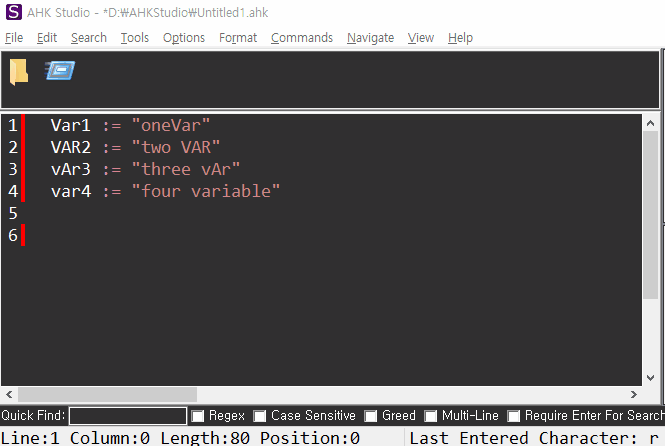 AHK Studio - *D:₩AHKStudio₩Untitled1.ahk
File Edit Search Tools Options Format Commands Navigate View Help
1 Var1 := "oneVar"
2 VAR2 := "two VAR"
3 vAr3 := "three vAr"
4 var4 := "four variable"
5
6
Quick Find: Regex Case Sensitive Greed Multi-Line Require Enter For Search
Line:1 Column:0 Length:80 Position:0 Last Entered Character: r